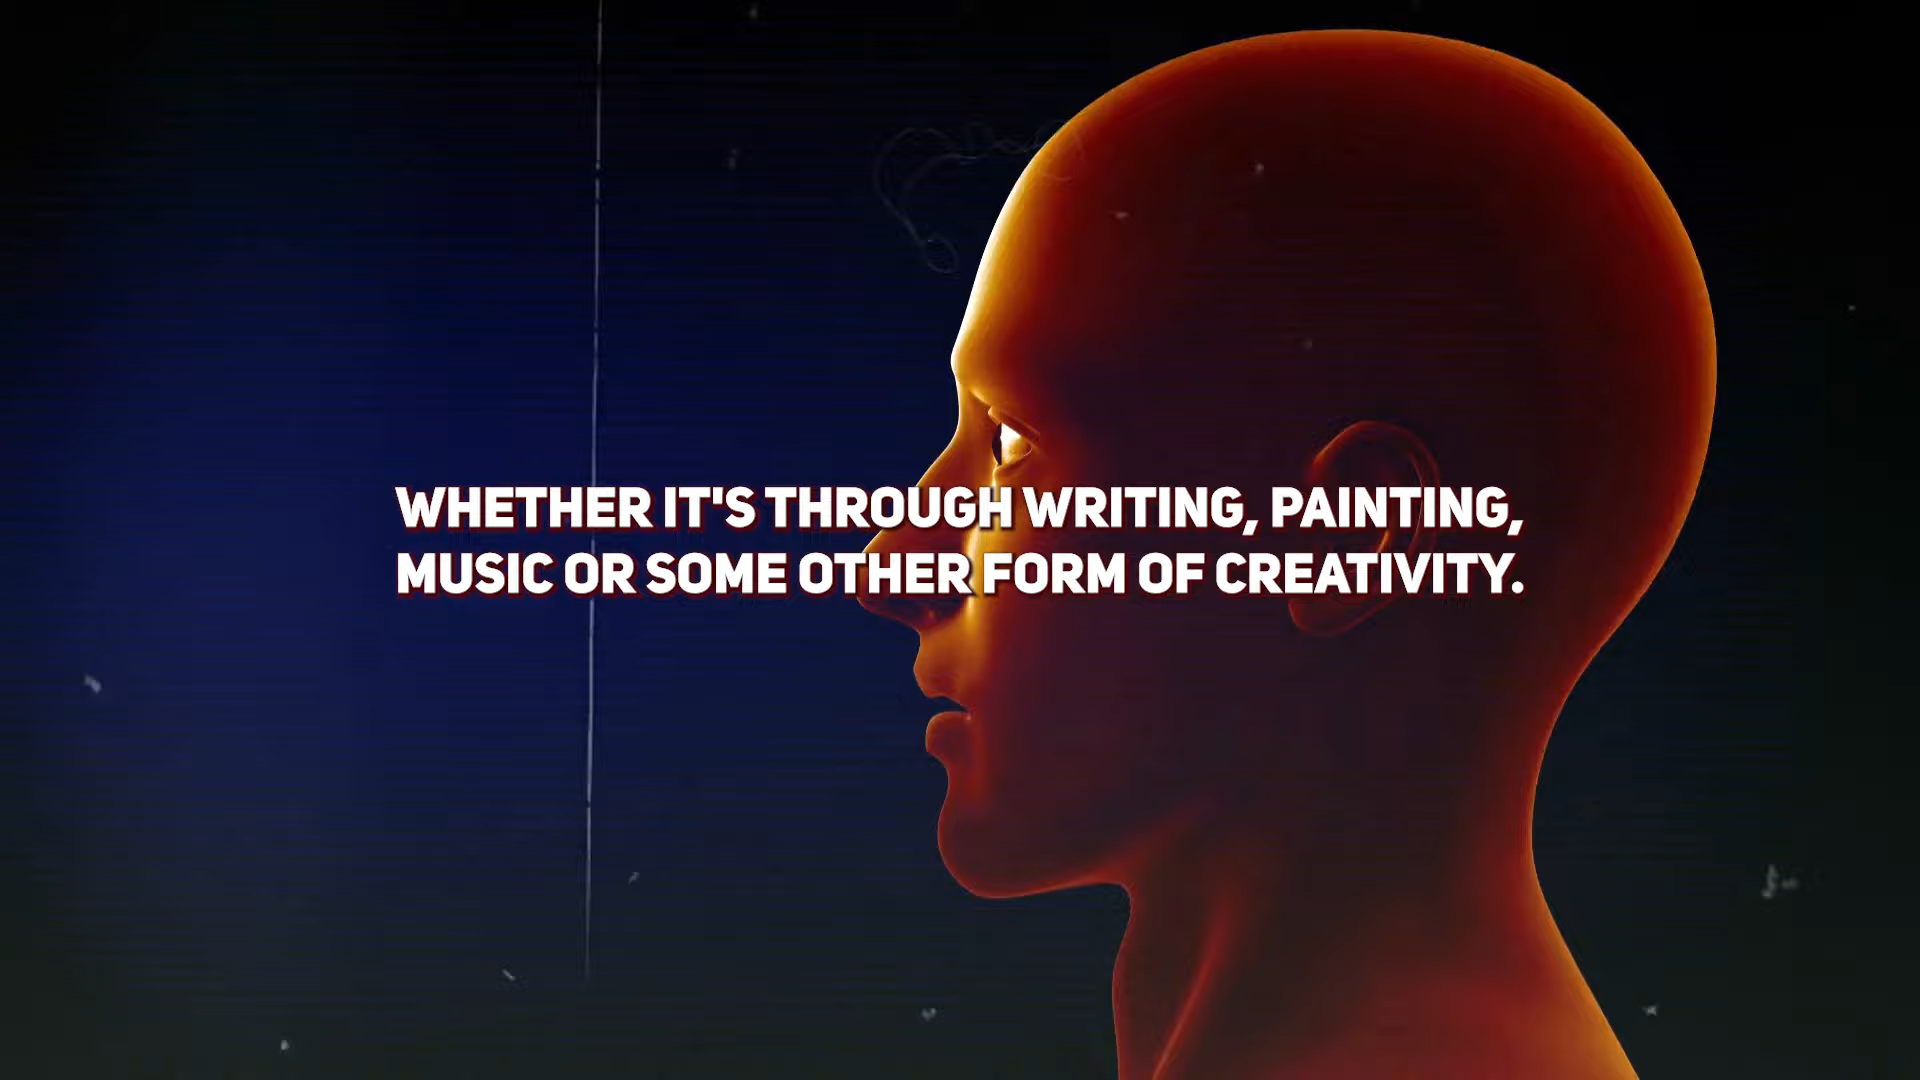 WHETHER IT'S THROUGH WRITING, PAINTING,
MUSIC OR SOME OTHER FORM OF CREATIVITY.